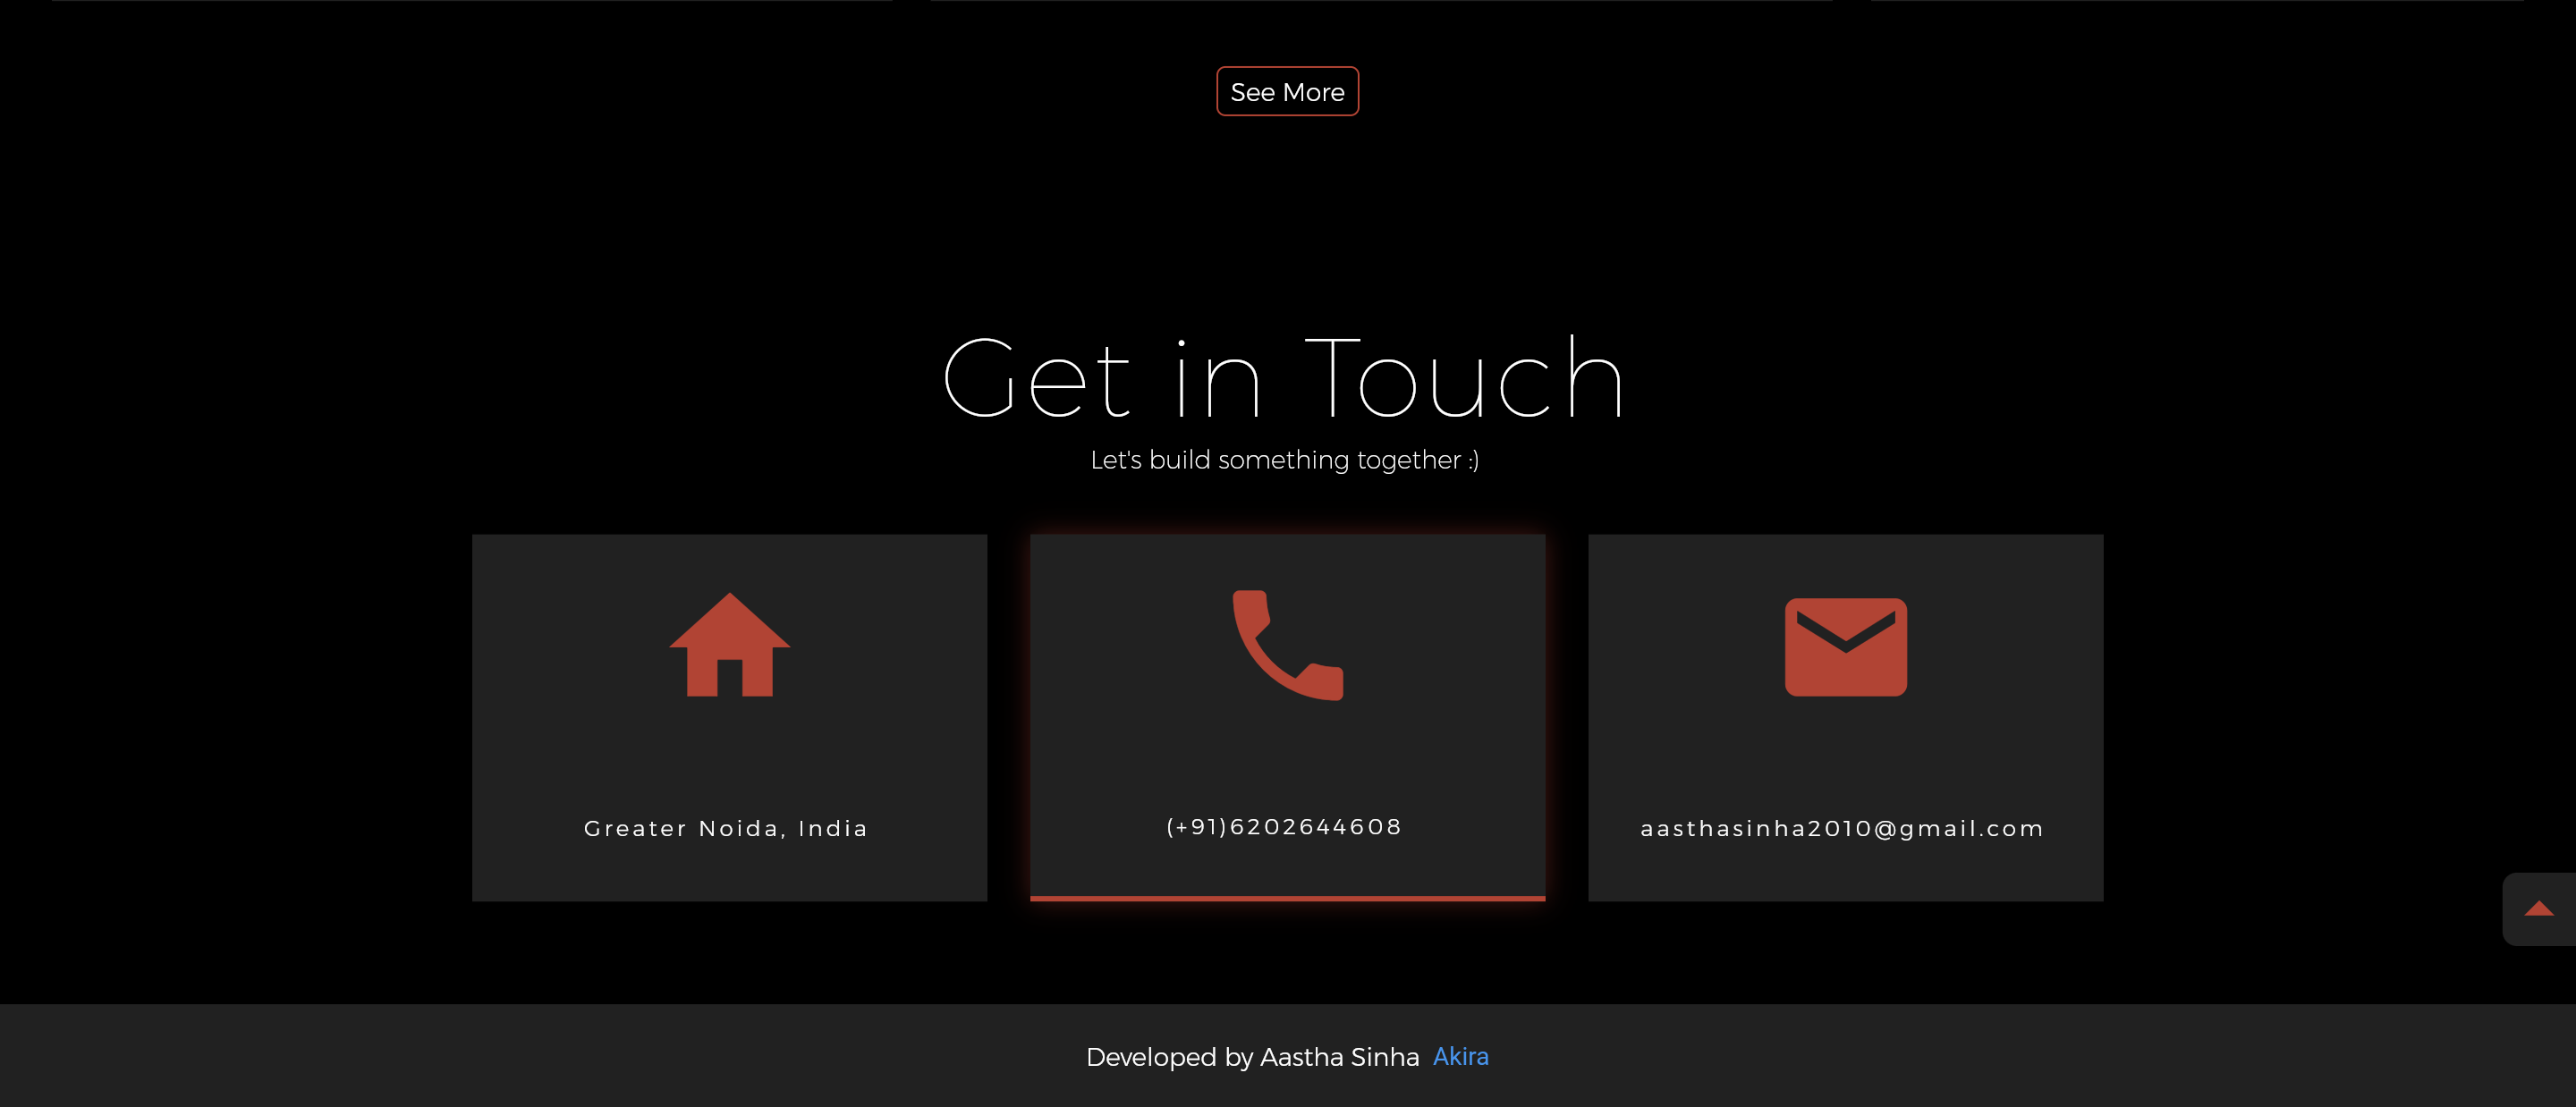 See More
Get in Touch
Let's build something together :)
Greater Noida, India
(+91)6202644608
aasthasinha2010@gmail.com
Developed by Aastha Sinha Akira